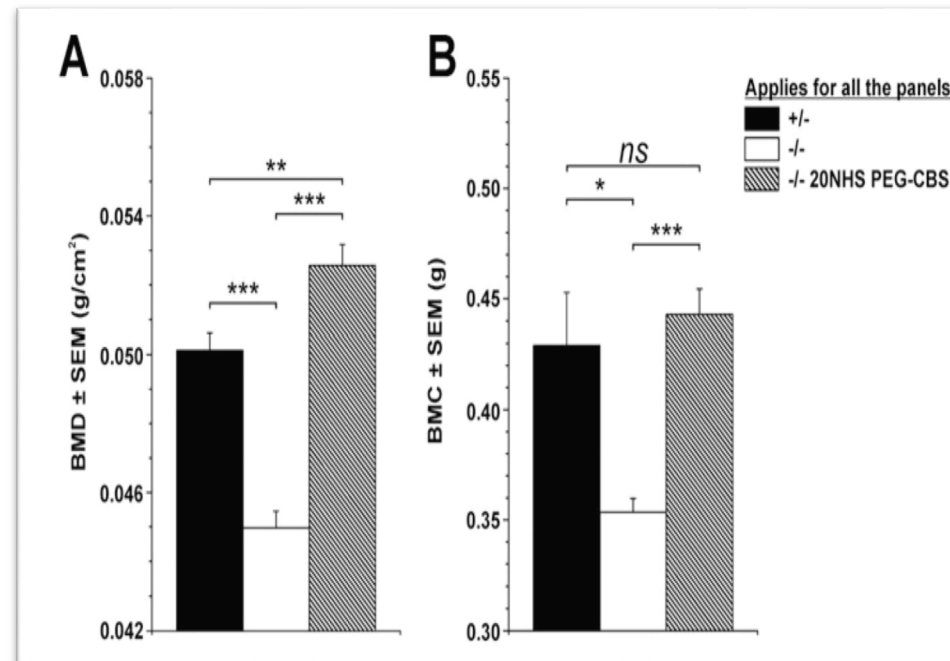 A
BMD ± SEM (g/cm²)
0.058
0.054
0.050
0.046
0.042
**
***
***
B
BMC ± SEM (g)
0.55
0.50
0.45
0.40
0.35
0.30
ns
*
***
Applies for all the panels
+/-
-/-
-/- 20NHS PEG-CBS